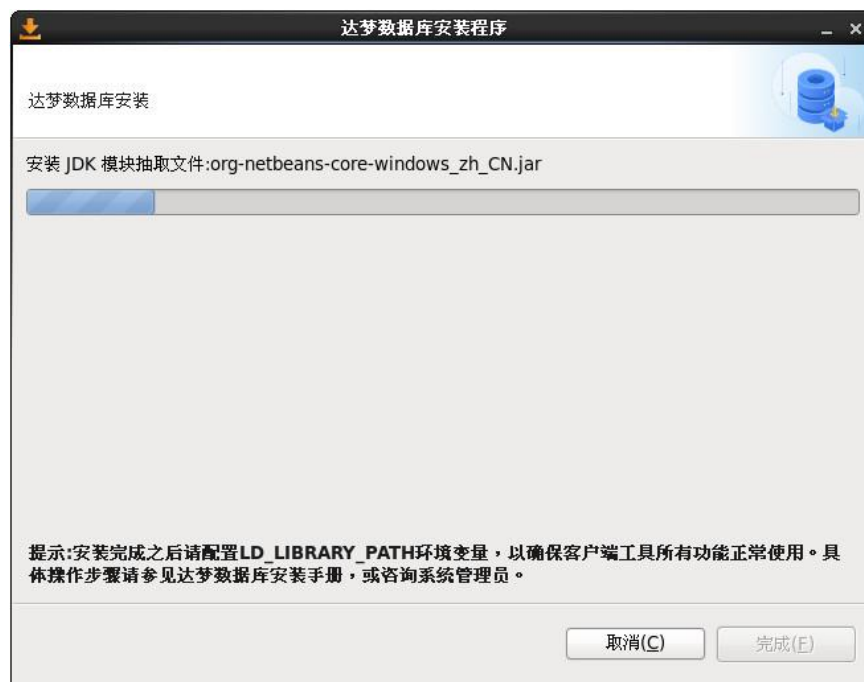 达梦数据库安装程序
达梦数据库安装
安装 JDK 模块抽取文件:org-netbeans-core-windows_zh_CN.jar
提示:安装完成之后请配置LD_LIBRARY_PATH环境变量，以确保客户端工具所有功能正常使用。具
体操作步骤请参见达梦数据库安装手册，或咨询系统管理员。
取消(C)
完成(F)